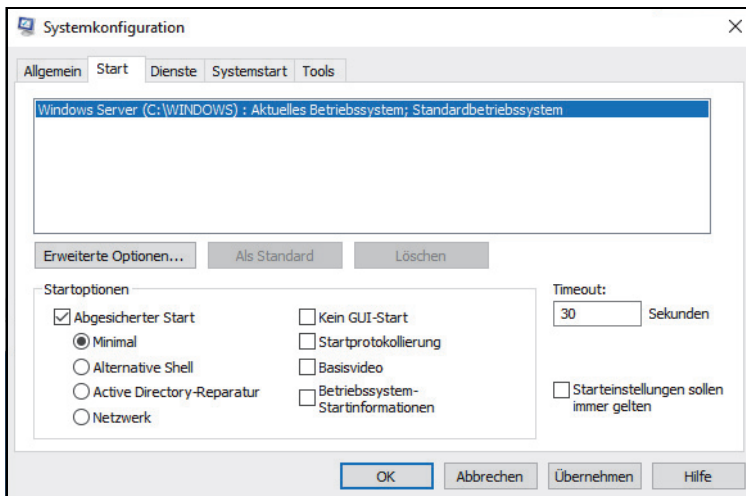 Systemkonfiguration
Allgemein Start Dienste Systemstart Tools
Windows Server (C:\WINDOWS) : Aktuelles Betriebssystem; Standardbetriebssystem
Erweiterte Optionen... Als Standard Löschen
Startoptionen
Abgesicherter Start
Minimal
Alternative Shell
Active Directory-Reparatur
Netzwerk
Kein GUI-Start
Startprotokollierung
Basisvideo
Betriebssystem-
Startinformationen
Timeout:
30 Sekunden
Starteinstellungen sollen
immer gelten
OK Abbrechen Übernehmen Hilfe